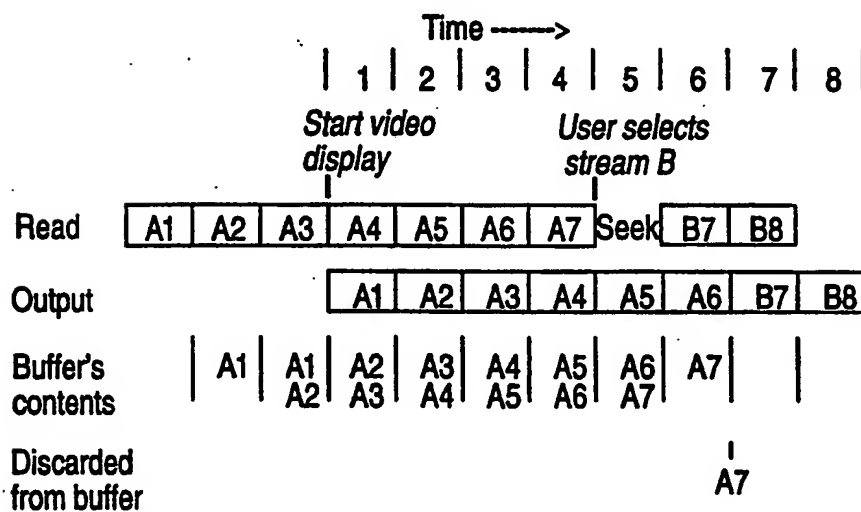 Time ------>
1 2 3 4 5 6 7 8
Start video User selects
display stream B
Read A1 A2 A3 A4 A5 A6 A7 Seek B7 B8
Output A1 A2 A3 A4 A5 A6 B7 B8
Buffer's A1 A1 A2 A3 A4 A5 A6 A7
contents A2 A3 A4 A5 A6 A7
Discarded
from buffer A7